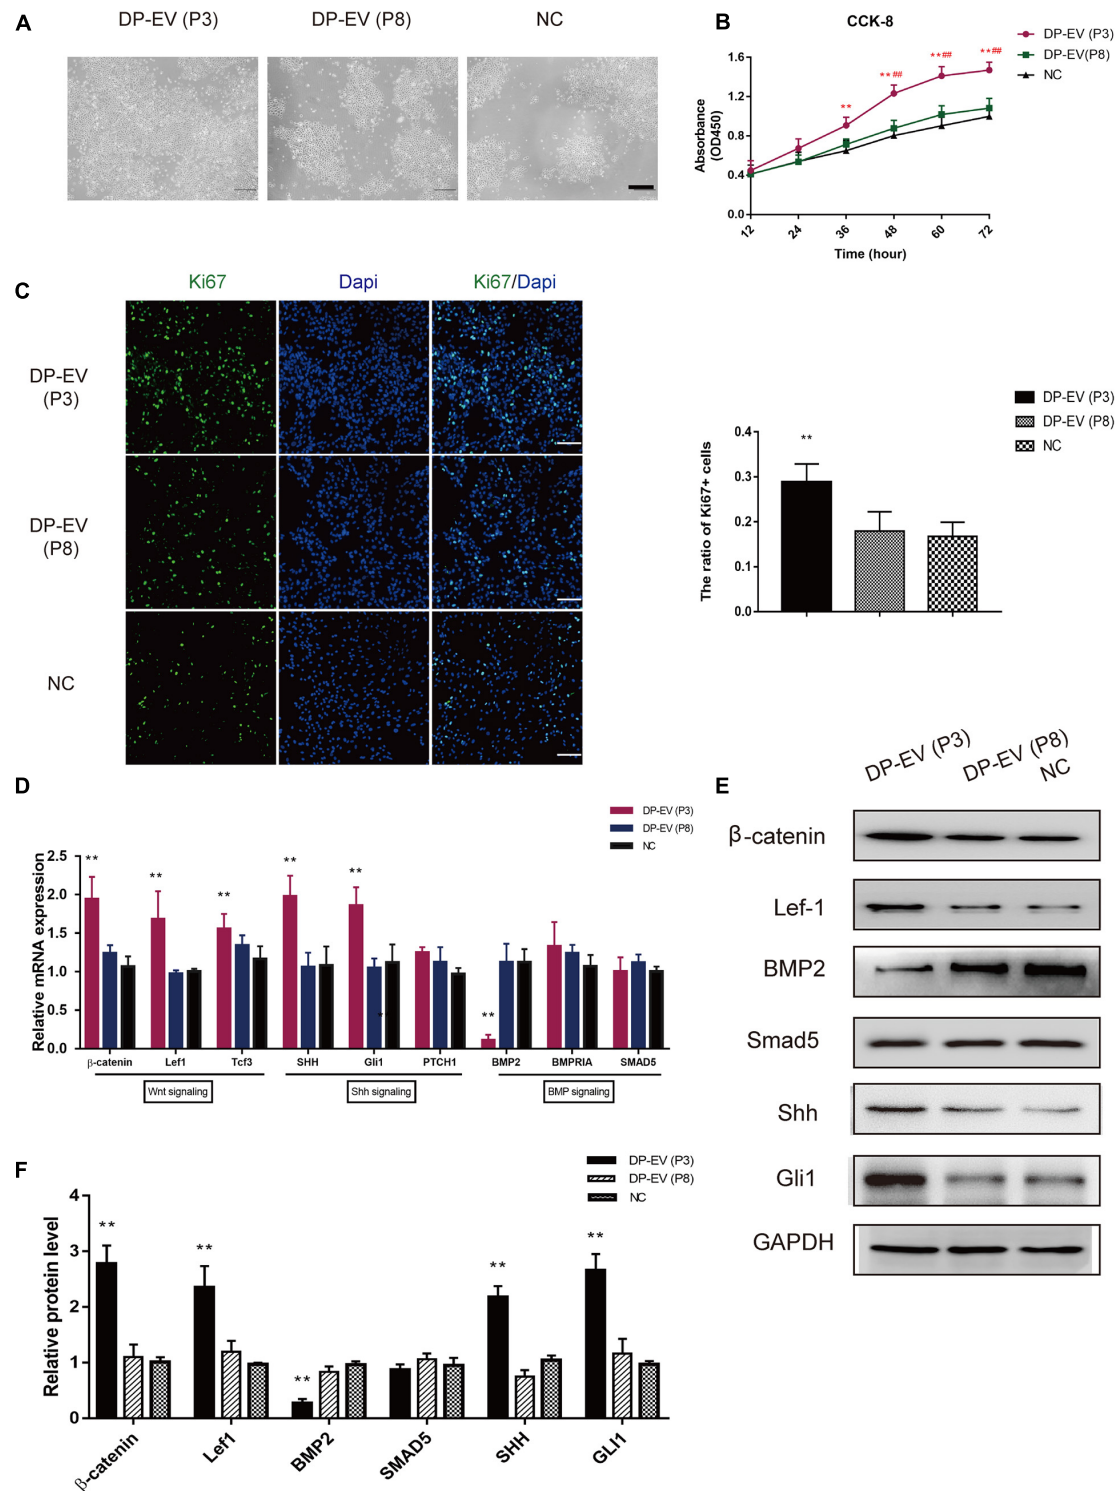 A
DP-EV (P3)
DP-EV (P8)
NC
B
CCK-8
DP-EV (P3)
DP-EV(P8)
NC
Absorbance
(OD450)
1.6
1.2
0.8
0.4
0.0
**
**##
**##
**##
12
24
36
48
60
72
Time (hour)
C
Ki67
Dapi
Ki67/Dapi
DP-EV
(P3)
DP-EV
(P8)
NC
DP-EV (P3)
DP-EV (P8)
NC
The ratio of Ki67+ cells
0.4
0.3
0.2
0.1
0.0
**
D
DP-EV (P3)
DP-EV (P8)
NC
Relative mRNA expression
2.5
2.0
1.5
1.0
0.5
0.0
**
**
**
**
**
*
**
β-catenin
Lef1
Tcf3
SHH
Gli1
PTCH1
BMP2
BMPRIA
SMAD5
Wnt signaling
Shh signaling
BMP signaling
E
DP-EV (P3)
DP-EV (P8)
NC
β-catenin
Lef-1
BMP2
Smad5
Shh
Gli1
GAPDH
F
DP-EV (P3)
DP-EV (P8)
NC
Relative protein level
4
3
2
1
0
**
**
**
**
**
β-catenin
Lef1
BMP2
SMAD5
SHH
GLI1